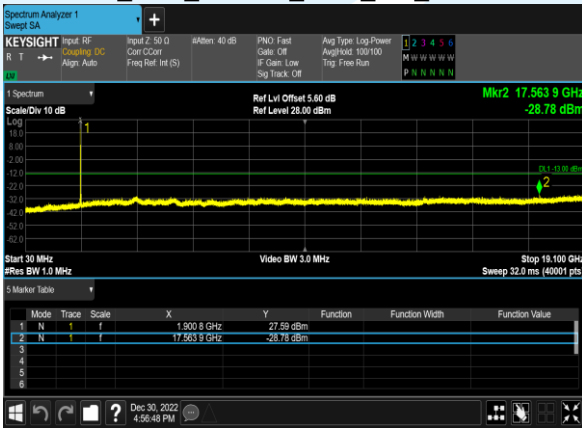 Spectrum Analyzer 1
Swept SA
+
KEYSIGHT Input: RF Input Z: 50 Ω #Atten: 40 dB PNO: Fast Avg Type: Log-Power 1 2 3 4 5 6
R T Coupling: DC Corr CCorr Gate: Off Avg|Hold: 100/100 M W W W W W
Align: Auto Freq Ref: Int (S) IF Gain: Low Trig: Free Run
LXI Sig Track: Off P N N N N N
1 Spectrum Ref Lvl Offset 5.60 dB Mkr2 17.563 9 GHz
Scale/Div 10 dB Ref Level 28.00 dBm -28.78 dBm
Log
1
18.0
8.00
-2.00
-12.0 DL1 -13.00 dBm
-22.0 2
-32.0
-42.0
-52.0
-62.0
Start 30 MHz Video BW 3.0 MHz Stop 19.100 GHz
#Res BW 1.0 MHz Sweep 32.0 ms (40001 pts)
5 Marker Table
Mode Trace Scale X Y Function Function Width Function Value
1 N 1 f 1.900 8 GHz 27.59 dBm
2 N 1 f 17.563 9 GHz -28.78 dBm
3
4
5
6
? Dec 30, 2022
4:56:48 PM